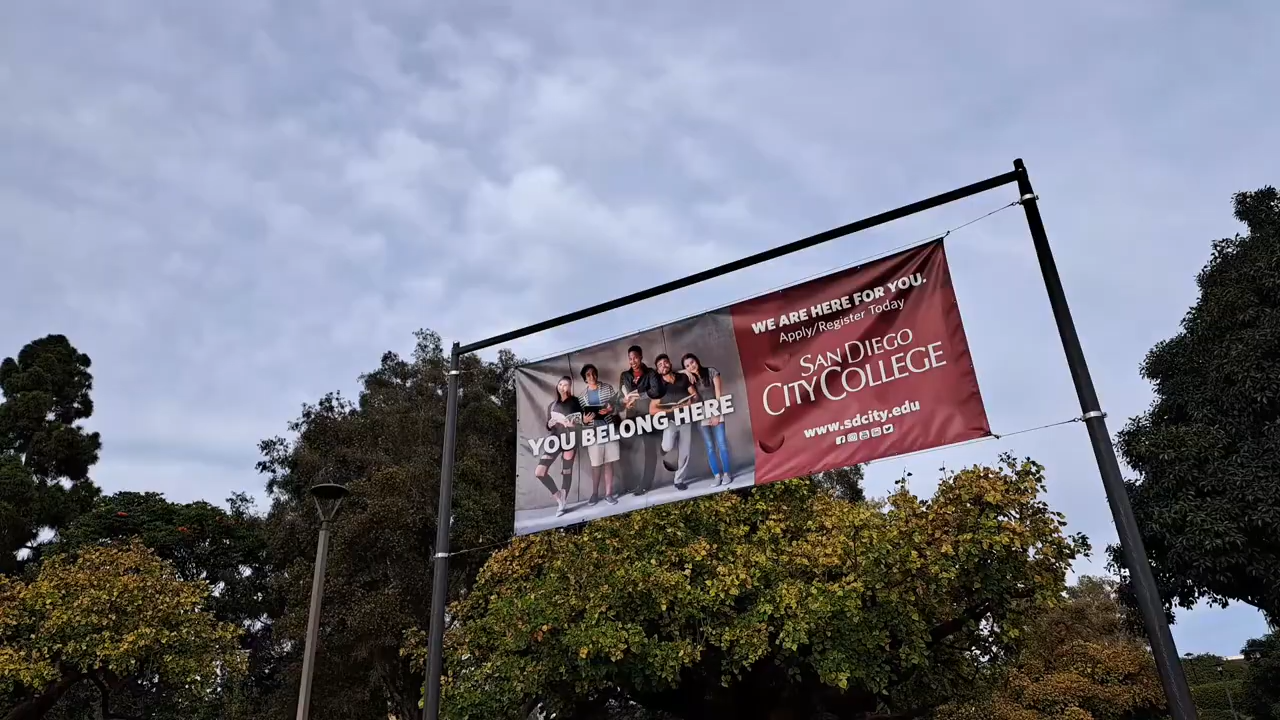 YOU BELONG HERE
WE ARE HERE FOR YOU.
Apply/Register Today
SAN DIEGO
CITY COLLEGE
www.sdcity.edu